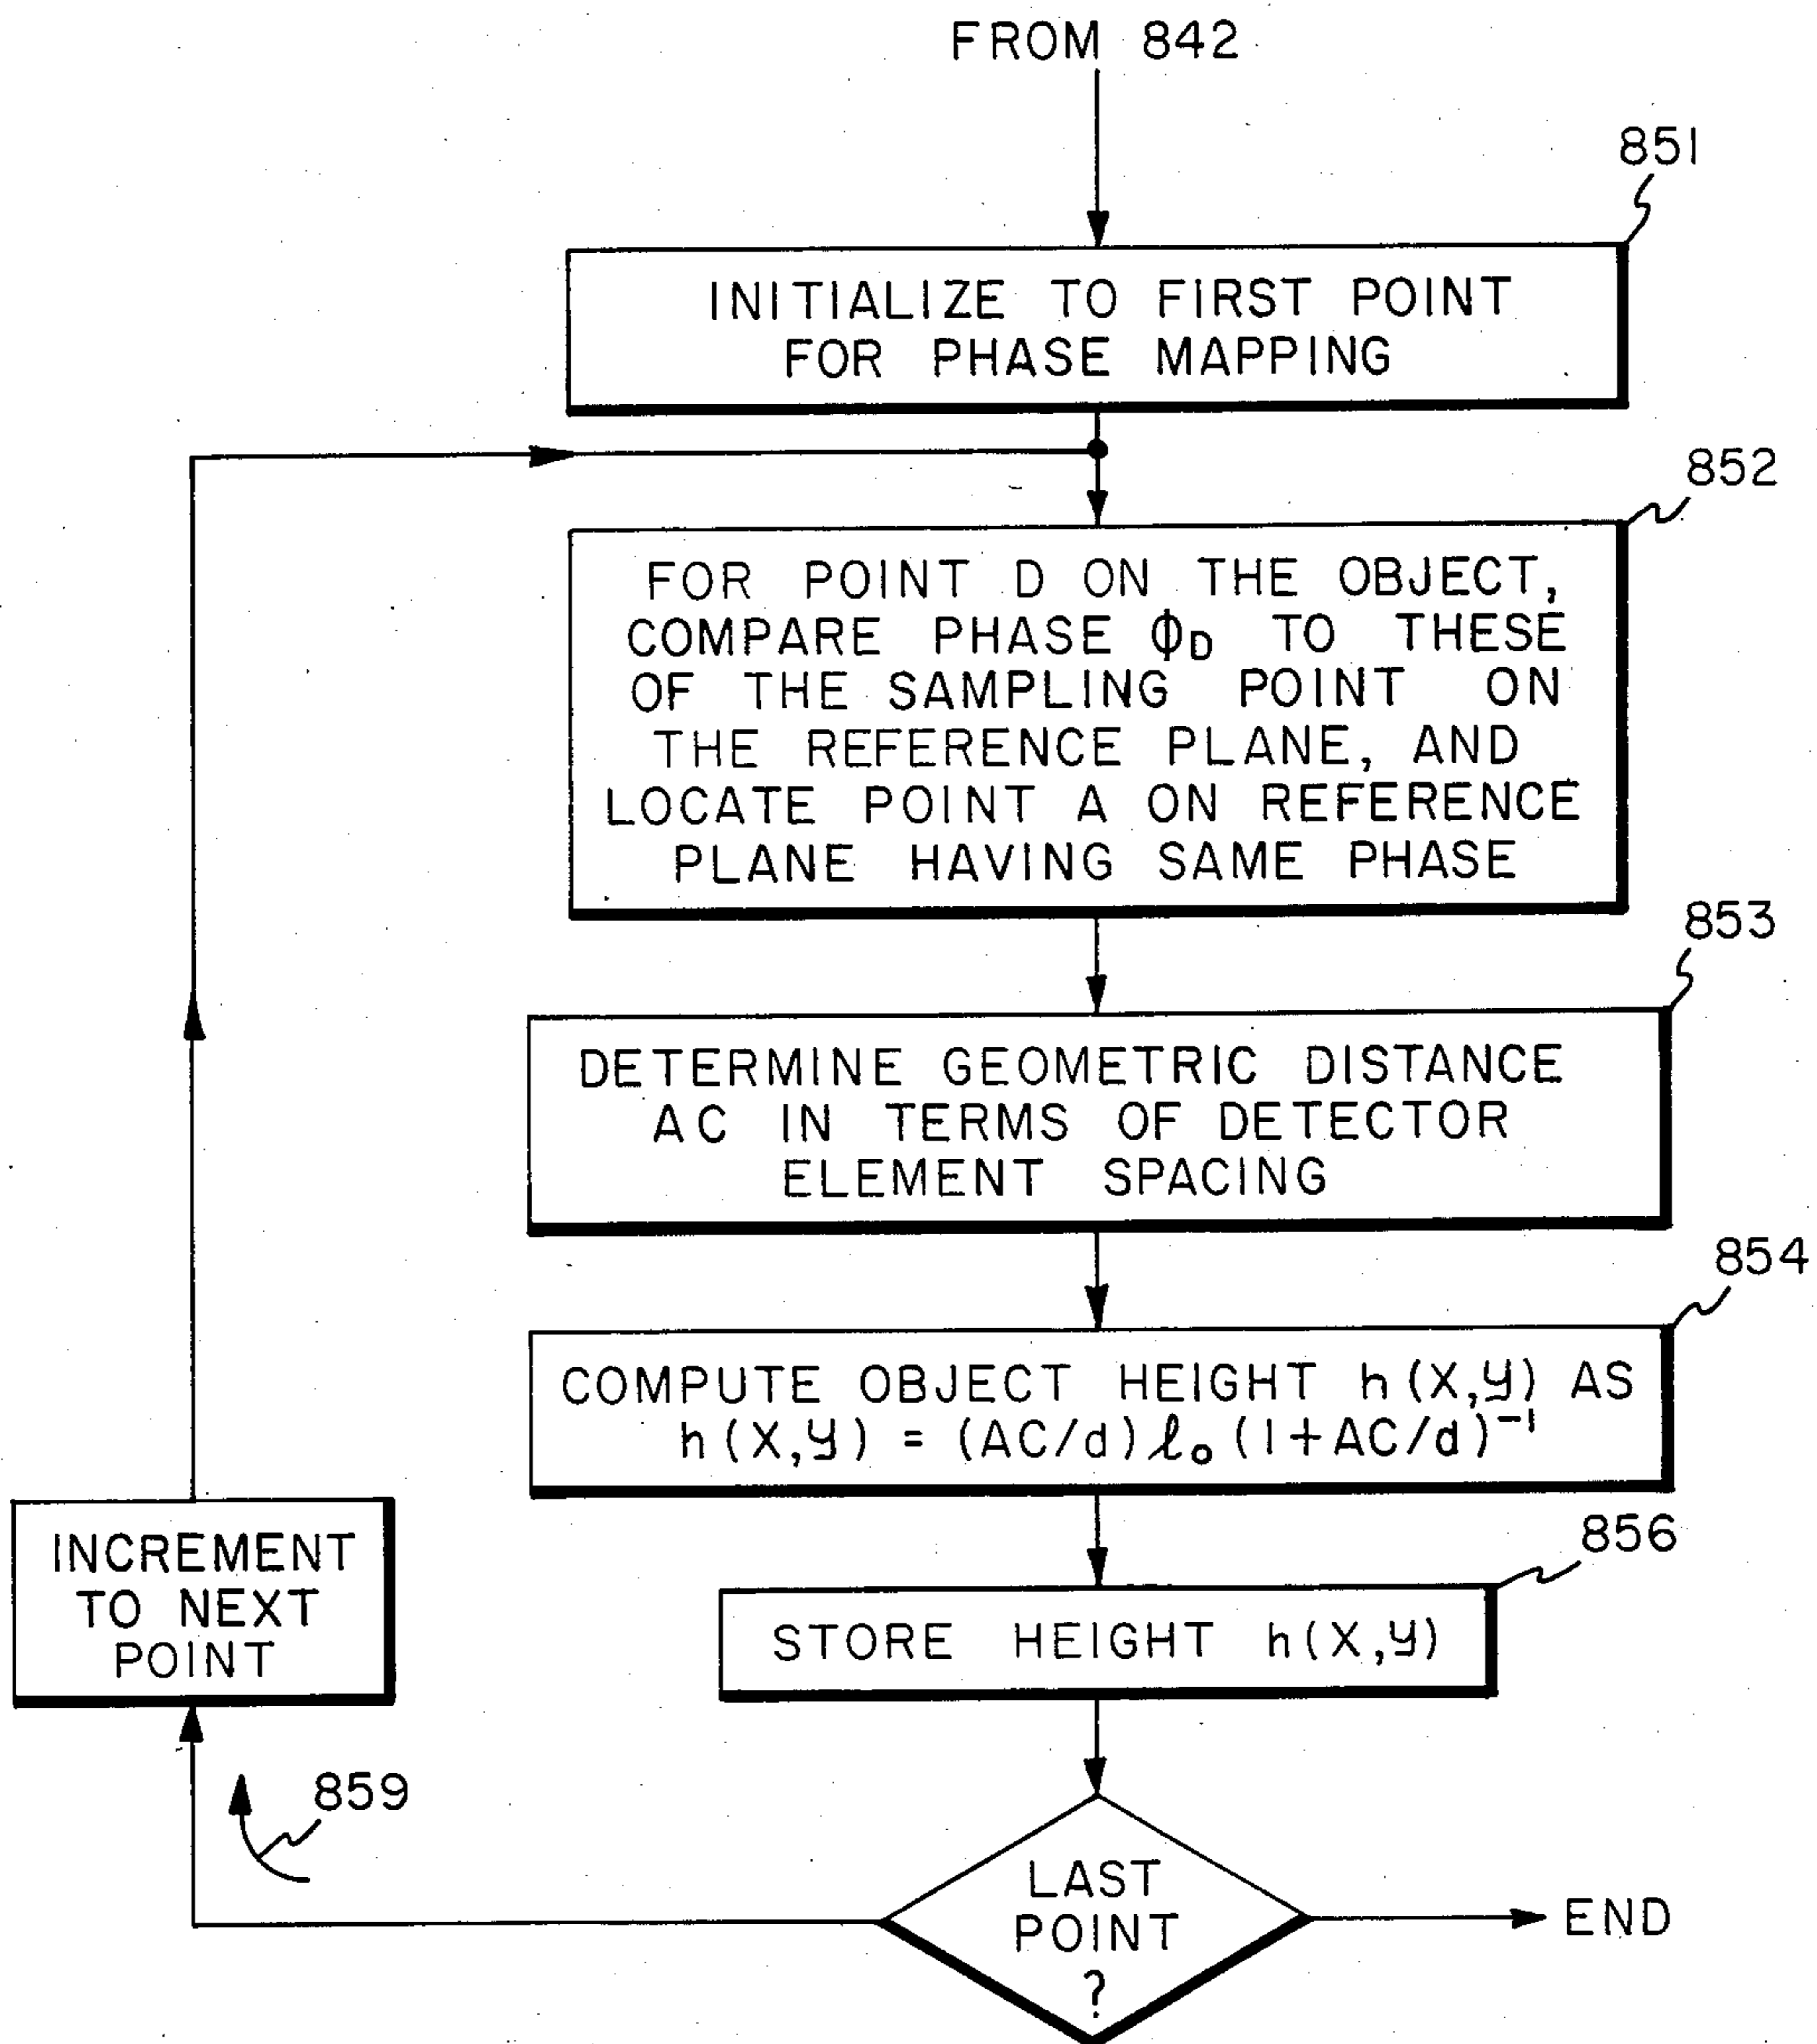 FROM 842
851
INITIALIZE TO FIRST POINT
FOR PHASE MAPPING
852
FOR POINT D ON THE OBJECT,
COMPARE PHASE ΦD TO THESE
OF THE SAMPLING POINT ON
THE REFERENCE PLANE, AND
LOCATE POINT A ON REFERENCE
PLANE HAVING SAME PHASE
853
DETERMINE GEOMETRIC DISTANCE
AC IN TERMS OF DETECTOR
ELEMENT SPACING
854
COMPUTE OBJECT HEIGHT h(X,y) AS
h(X,y) = (AC/d)ℓo(1+AC/d)⁻¹
856
STORE HEIGHT h(X,y)
INCREMENT
TO NEXT
POINT
859
LAST
POINT
?
END